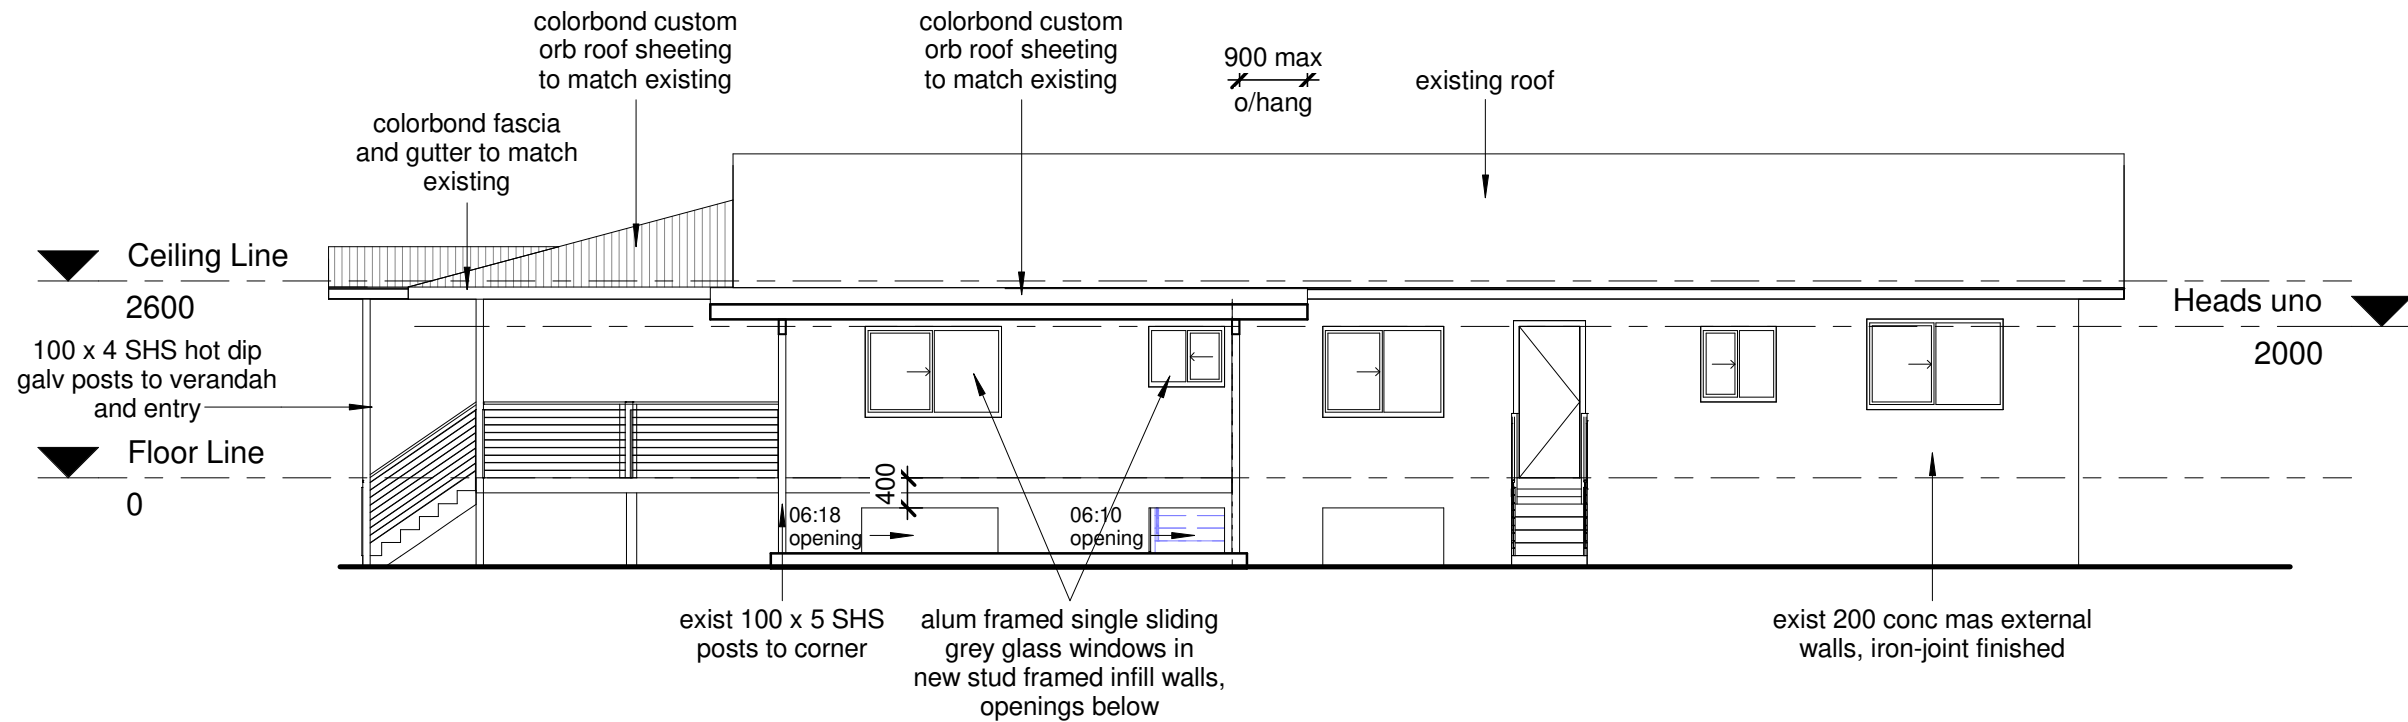 colorbond custom
orb roof sheeting
to match existing
colorbond custom
orb roof sheeting
to match existing
900 max
o/hang
existing roof
colorbond fascia
and gutter to match
existing
Ceiling Line
2600
Heads uno
2000
100 x 4 SHS hot dip
galv posts to verandah
and entry
Floor Line
0
400
06:18
opening
06:10
opening
exist 100 x 5 SHS
posts to corner
alum framed single sliding
grey glass windows in
new stud framed infill walls,
openings below
exist 200 conc mas external
walls, iron-joint finished